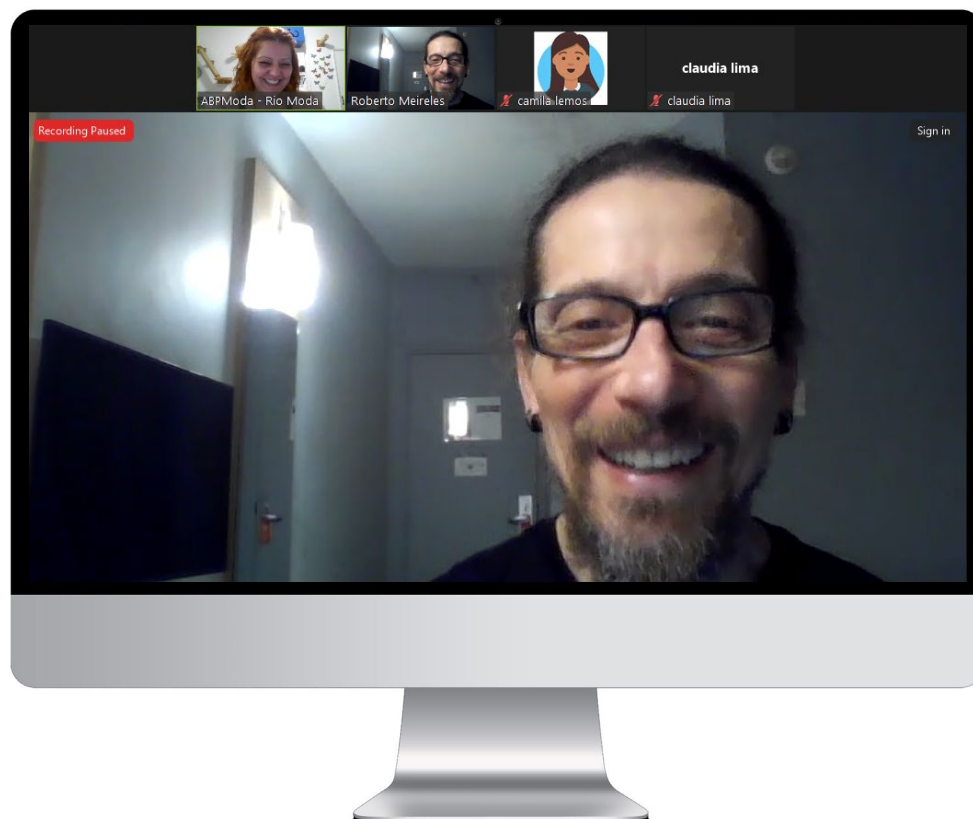 claudia lima
ABPModa - Rio Moda
Roberto Meireles
camila lemos
claudia lima
Recording Paused
Sign in